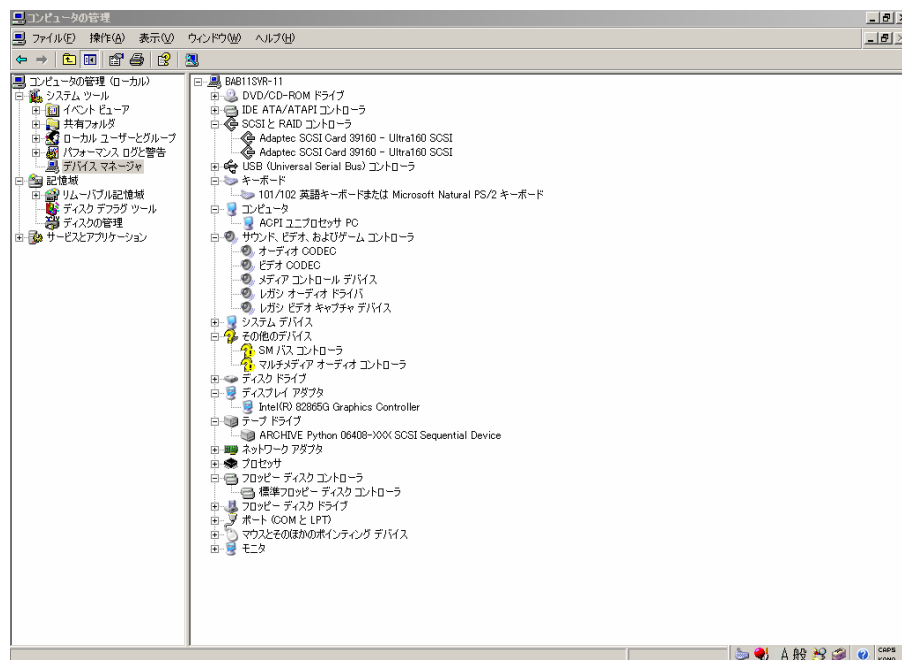 コンピュータの管理
ファイル(F) 操作(A) 表示(V) ウィンドウ(W) ヘルプ(H)
コンピュータの管理 (ローカル)
システム ツール
イベント ビューア
共有フォルダ
ローカル ユーザーとグループ
パフォーマンス ログと警告
デバイス マネージャ
記憶域
リムーバブル記憶域
ディスク デフラグ ツール
ディスクの管理
サービスとアプリケーション
BAB11SVR-11
DVD/CD-ROM ドライブ
IDE ATA/ATAPI コントローラ
SCSI と RAID コントローラ
Adaptec SCSI Card 39160 - Ultra160 SCSI
Adaptec SCSI Card 39160 - Ultra160 SCSI
USB (Universal Serial Bus) コントローラ
キーボード
101/102 英語キーボードまたは Microsoft Natural PS/2 キーボード
コンピュータ
ACPI ユニプロセッサ PC
サウンド、ビデオ、およびゲーム コントローラ
オーディオ CODEC
ビデオ CODEC
メディア コントロール デバイス
レガシ オーディオ ドライバ
レガシ ビデオ キャプチャ デバイス
システム デバイス
その他のデバイス
SM バス コントローラ
マルチメディア オーディオ コントローラ
ディスク ドライブ
ディスプレイ アダプタ
Intel(R) 82865G Graphics Controller
テープ ドライブ
ARCHIVE Python 06408-XXX SCSI Sequential Device
ネットワーク アダプタ
プロセッサ
フロッピー ディスク コントローラ
標準フロッピー ディスク コントローラ
フロッピー ディスク ドライブ
ポート (COM と LPT)
マウスとそのほかのポインティング デバイス
モニタ
A 般 CAPS
KANA